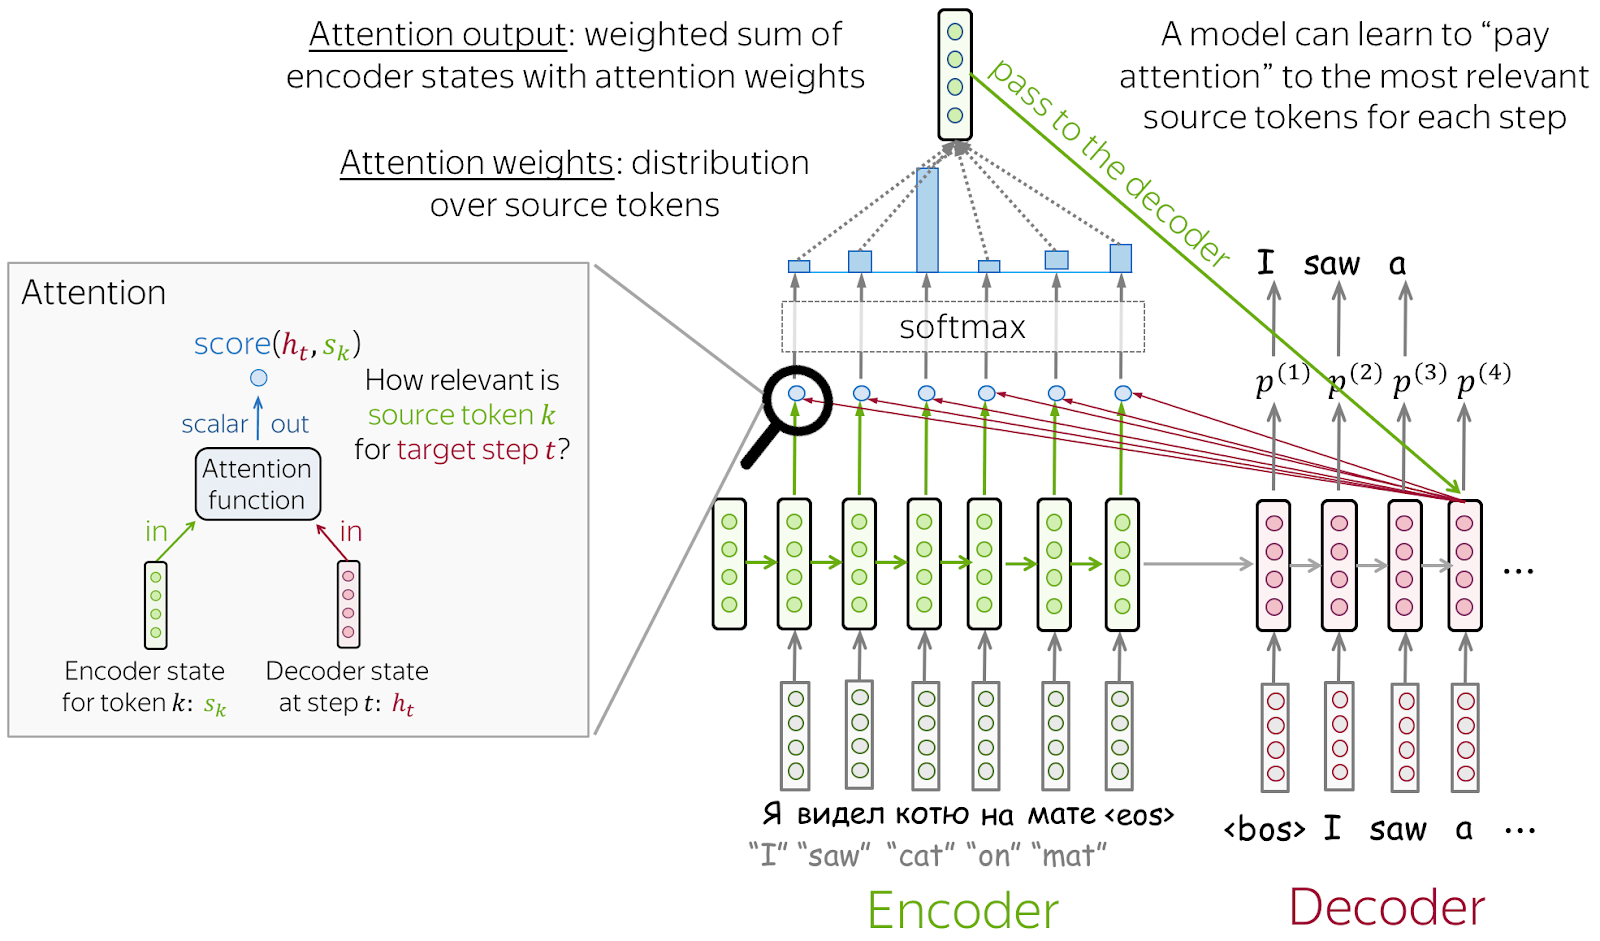 Attention output: weighted sum of
encoder states with attention weights
A model can learn to “pay
attention” to the most relevant
source tokens for each step
pass to the decoder
Attention weights: distribution
over source tokens
Attention
score(hₜ, sₖ)
scalar out
How relevant is
source token k
for target step t?
Attention
function
in in
Encoder state
for token k: sₖ
Decoder state
at step t: hₜ
softmax
I saw a
p⁽¹⁾ p⁽²⁾ p⁽³⁾ p⁽⁴⁾
...
Я видел котю на мате <eos>
“I” “saw” “cat” “on” “mat”
Encoder
<bos> I saw a ...
Decoder